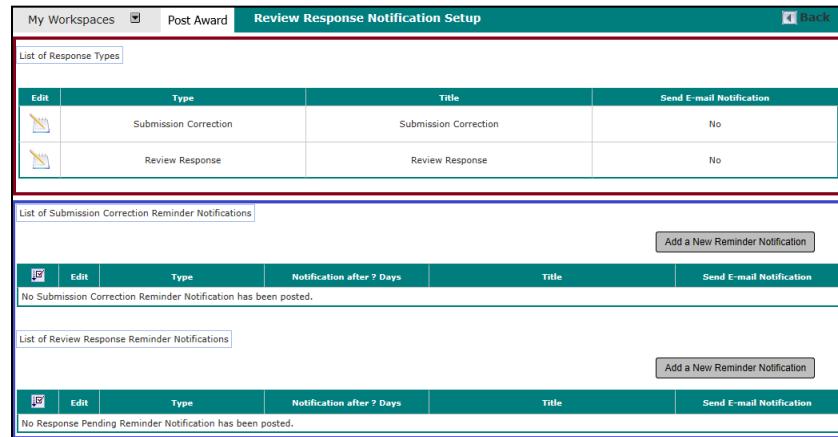 My Workspaces Post Award Review Response Notification Setup Back
List of Response Types
Edit Type Title Send E-mail Notification
Submission Correction Submission Correction No
Review Response Review Response No
List of Submission Correction Reminder Notifications
Add a New Reminder Notification
Edit Type Notification after ? Days Title Send E-mail Notification
No Submission Correction Reminder Notification has been posted.
List of Review Response Reminder Notifications
Add a New Reminder Notification
Edit Type Notification after ? Days Title Send E-mail Notification
No Response Pending Reminder Notification has been posted.